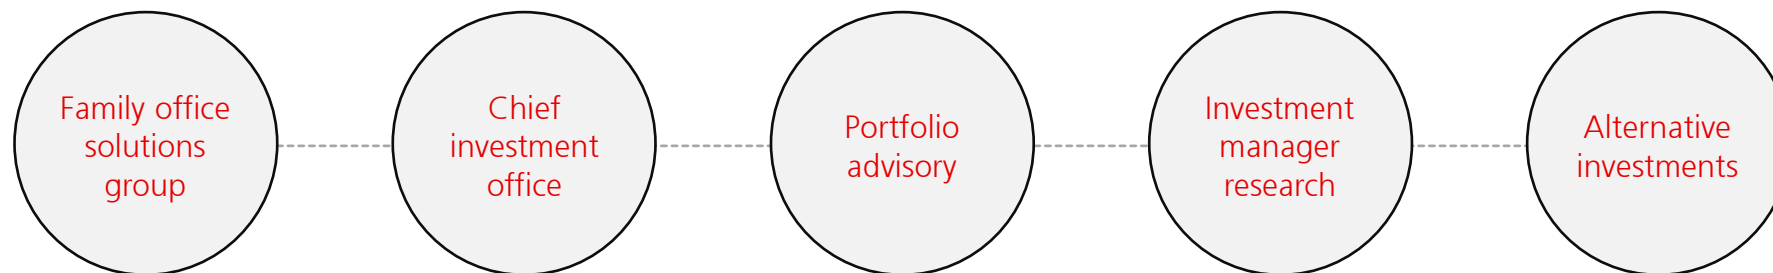 Family office
solutions
group
Chief
investment
office
Portfolio
advisory
Investment
manager
research
Alternative
investments